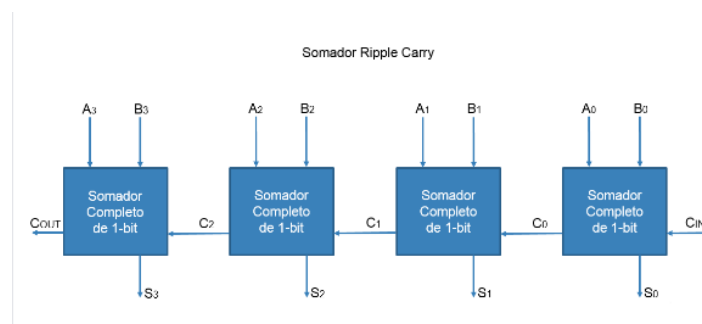 Somador Ripple Carry
A3 B3 A2 B2 A1 B1 A0 B0
Somador Somador Somador Somador
Completo Completo Completo Completo
de 1-bit de 1-bit de 1-bit de 1-bit
COUT C2 C1 C0 CIN
S3 S2 S1 S0